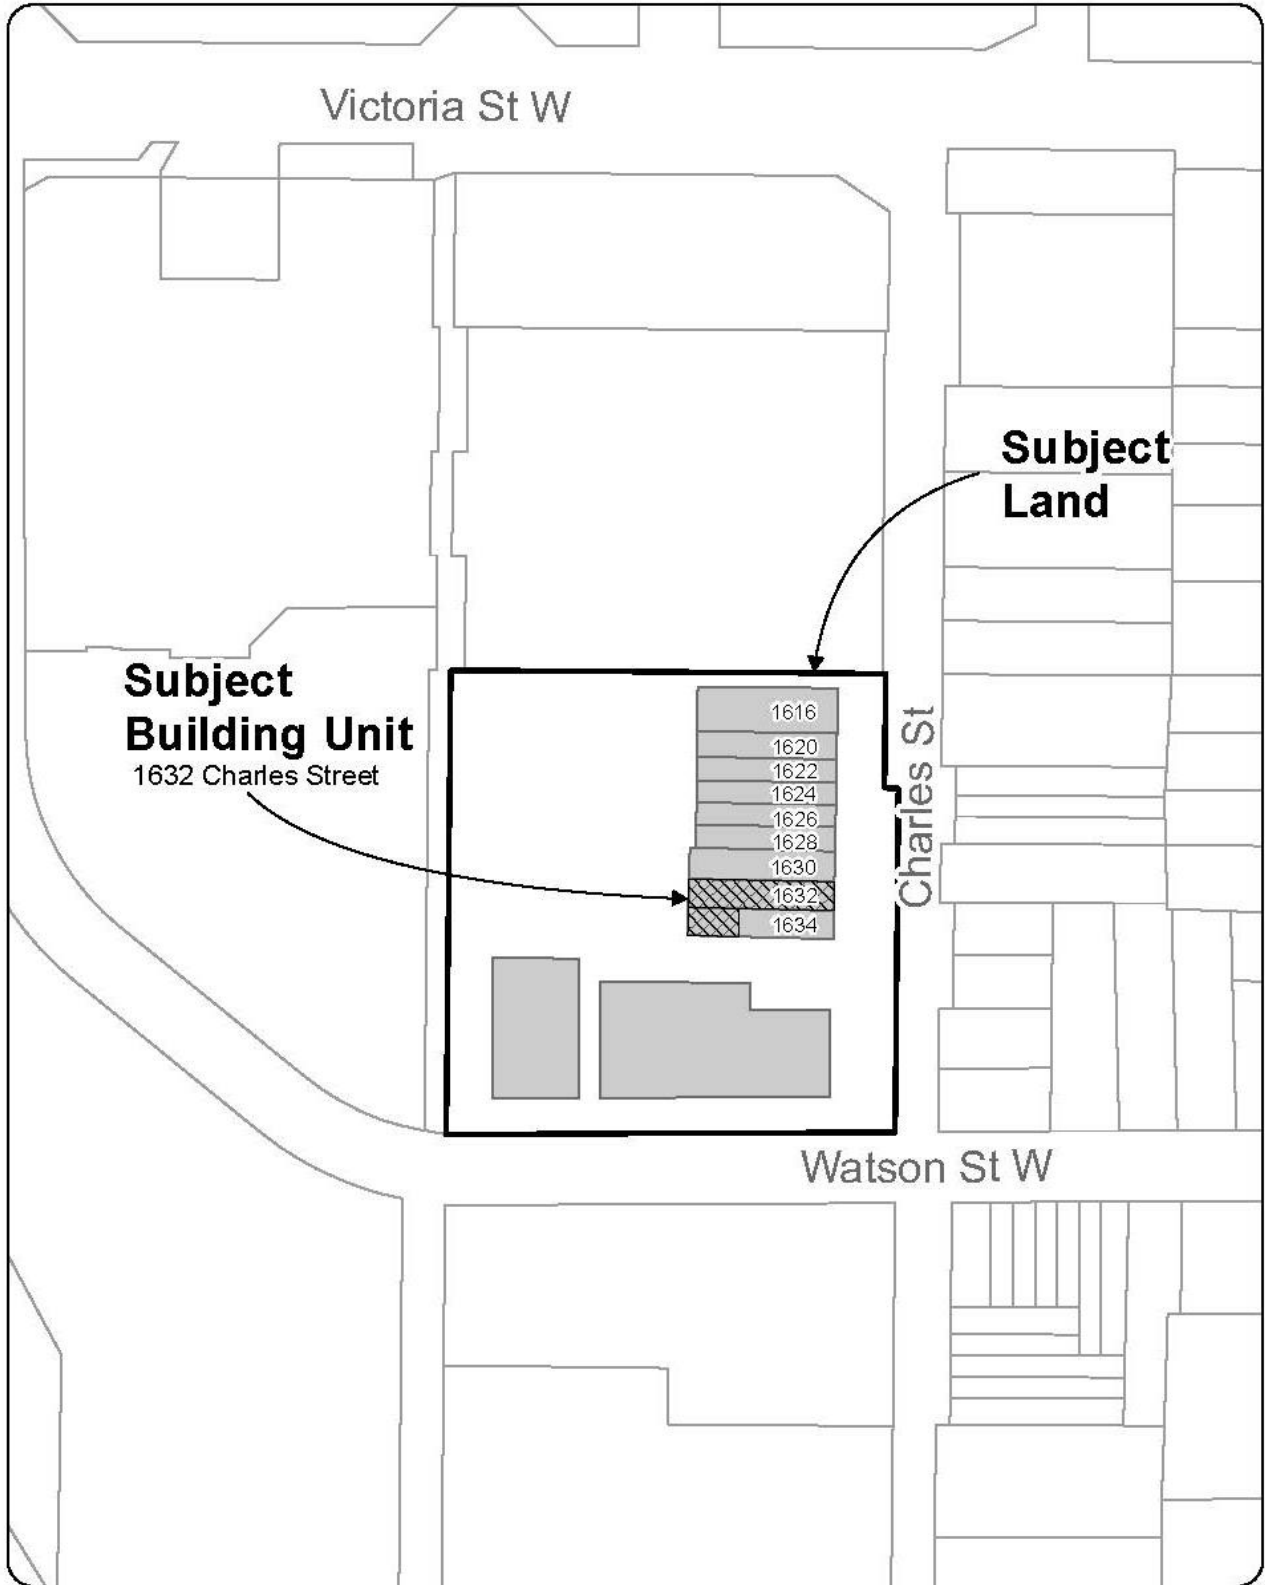 Victoria St W
Subject
Land
Subject
Building Unit
1632 Charles Street
1616
1620
1622
1624
1626
1628
1630
1632
1634
Charles St
Watson St W